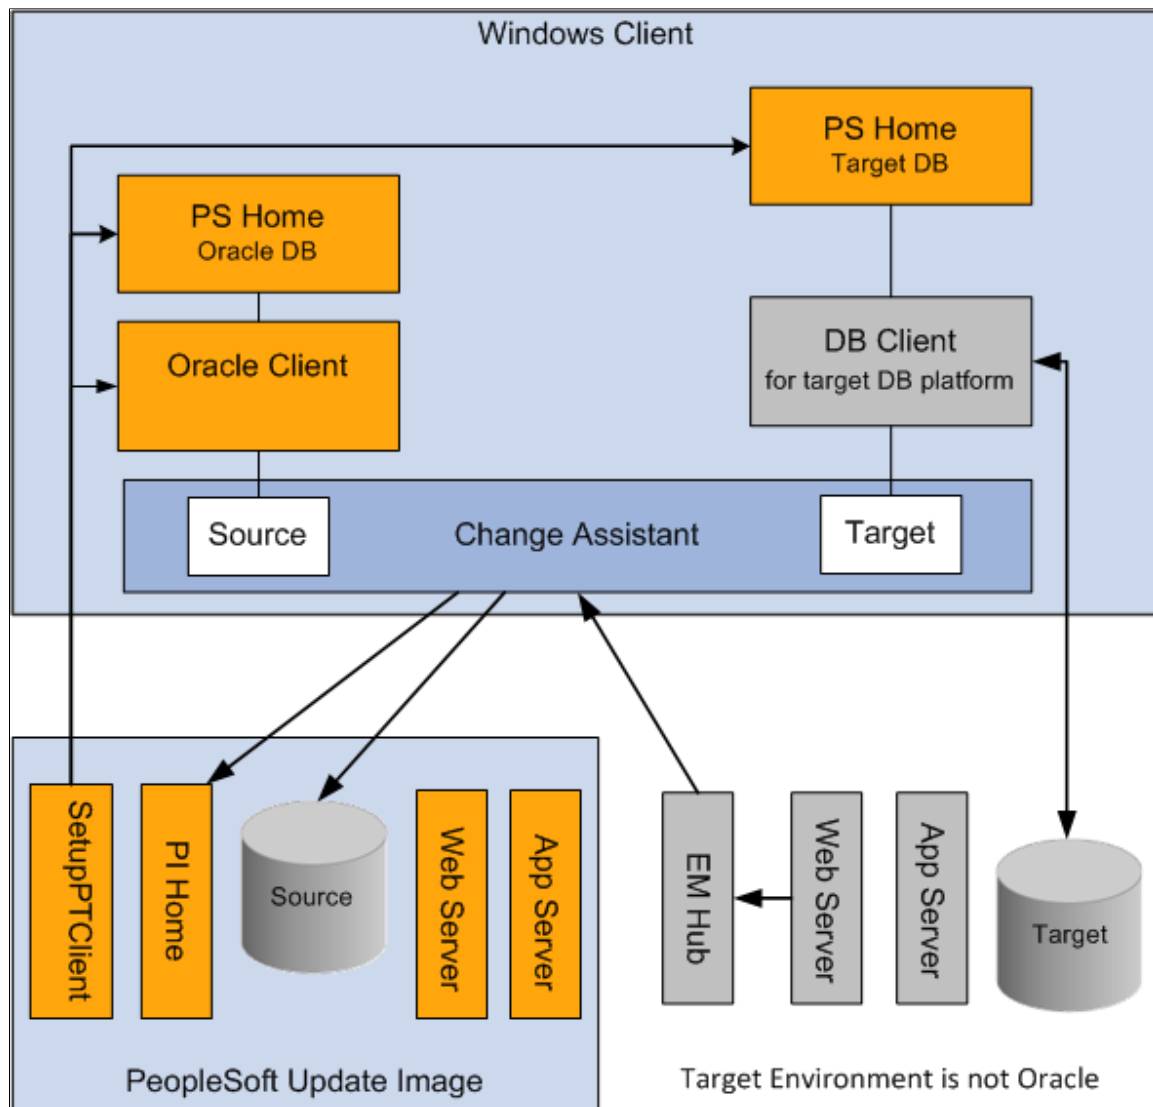 Windows Client
PS Home
Target DB
PS Home
Oracle DB
Oracle Client
DB Client
for target DB platform
Source
Change Assistant
Target
SetupPTClient
PI Home
Source
Web Server
App Server
EM Hub
Web Server
App Server
Target
PeopleSoft Update Image
Target Environment is not Oracle